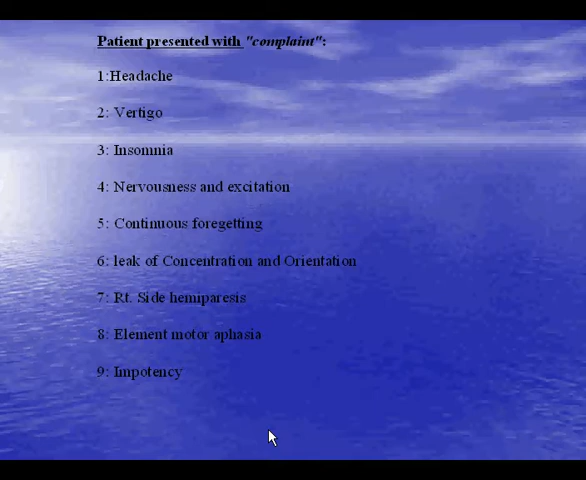 Patient presented with "complaint":
1:Headache
2: Vertigo
3: Insomnia
4: Nervousness and excitation
5: Continuous foregetting
6: leak of Concentration and Orientation
7: Rt. Side hemiparesis
8: Element motor aphasia
9: Impotency